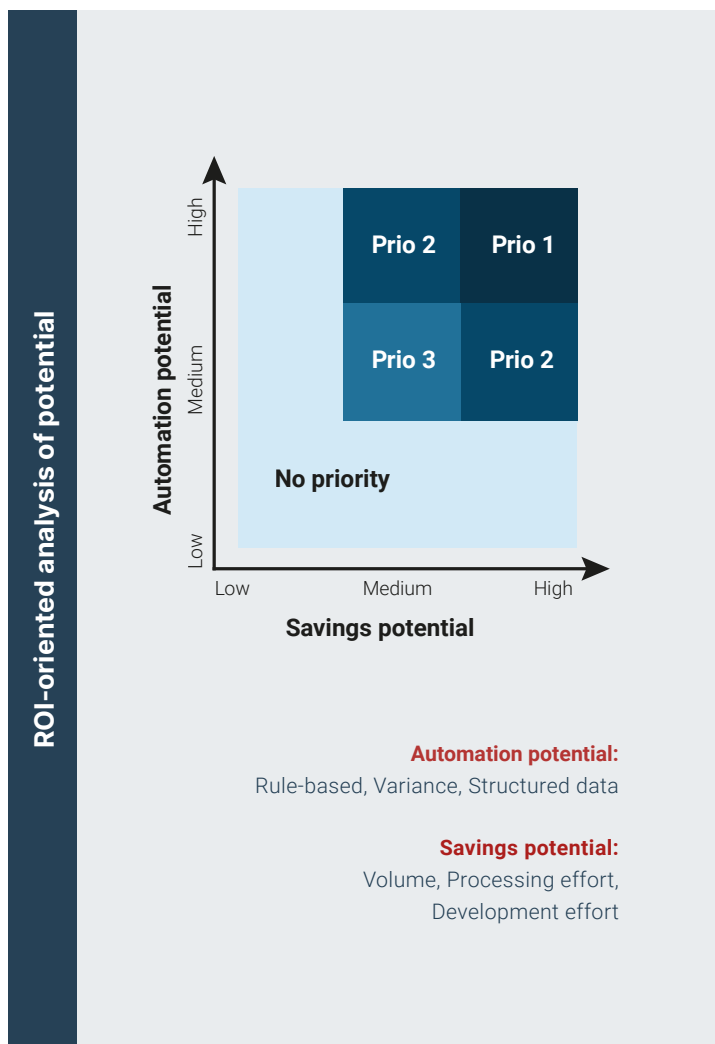 ROI-oriented analysis of potential
Automation potential
High
Medium
Low
Prio 2
Prio 1
Prio 3
Prio 2
No priority
Low
Medium
High
Savings potential
Automation potential:
Rule-based, Variance, Structured data
Savings potential:
Volume, Processing effort,
Development effort